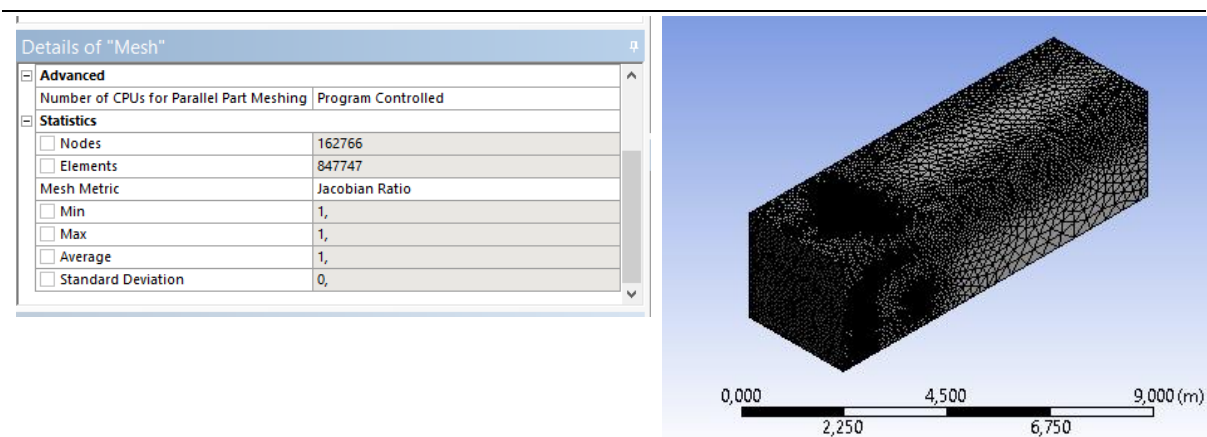 Details of "Mesh"
Advanced
Number of CPUs for Parallel Part Meshing Program Controlled
Statistics
Nodes 162766
Elements 847747
Mesh Metric Jacobian Ratio
Min 1,
Max 1,
Average 1,
Standard Deviation 0,
0,000 4,500 9,000 (m)
2,250 6,750